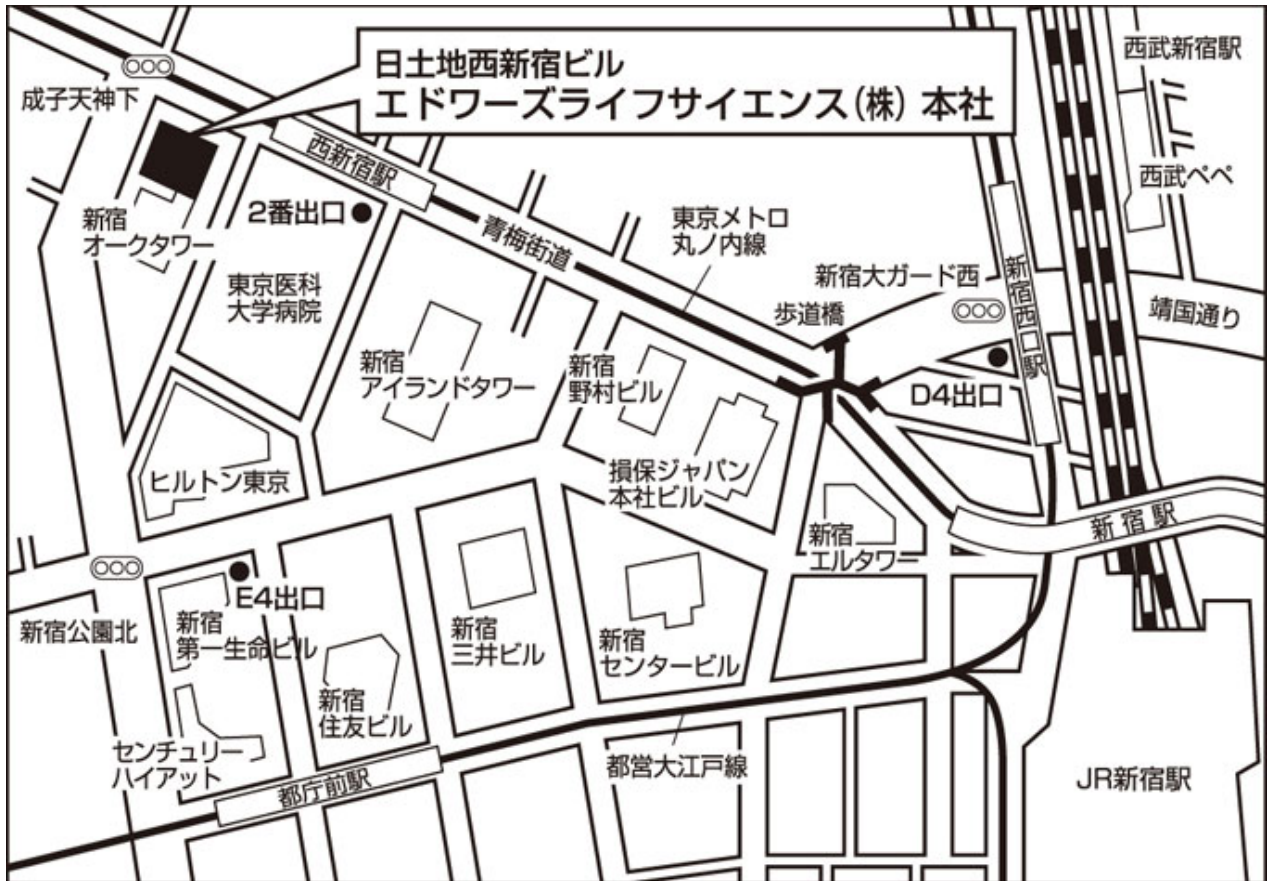 日土地西新宿ビル
エドワーズライフサイエンス(株) 本社
西武新宿駅
成子天神下
西新宿駅
西武ペペ
2番出口
新宿
オークタワー
青梅街道
東京メトロ
丸ノ内線
新宿大ガード西
新宿西口駅
靖国通り
東京医科
大学病院
歩道橋
新宿
アイランドタワー
新宿
野村ビル
D4出口
ヒルトン東京
損保ジャパン
本社ビル
新宿駅
新宿
エルタワー
E4出口
新宿公園北
新宿
第一生命ビル
新宿
三井ビル
新宿
センタービル
新宿
住友ビル
センチュリー
ハイアット
都庁前駅
都営大江戸線
JR新宿駅